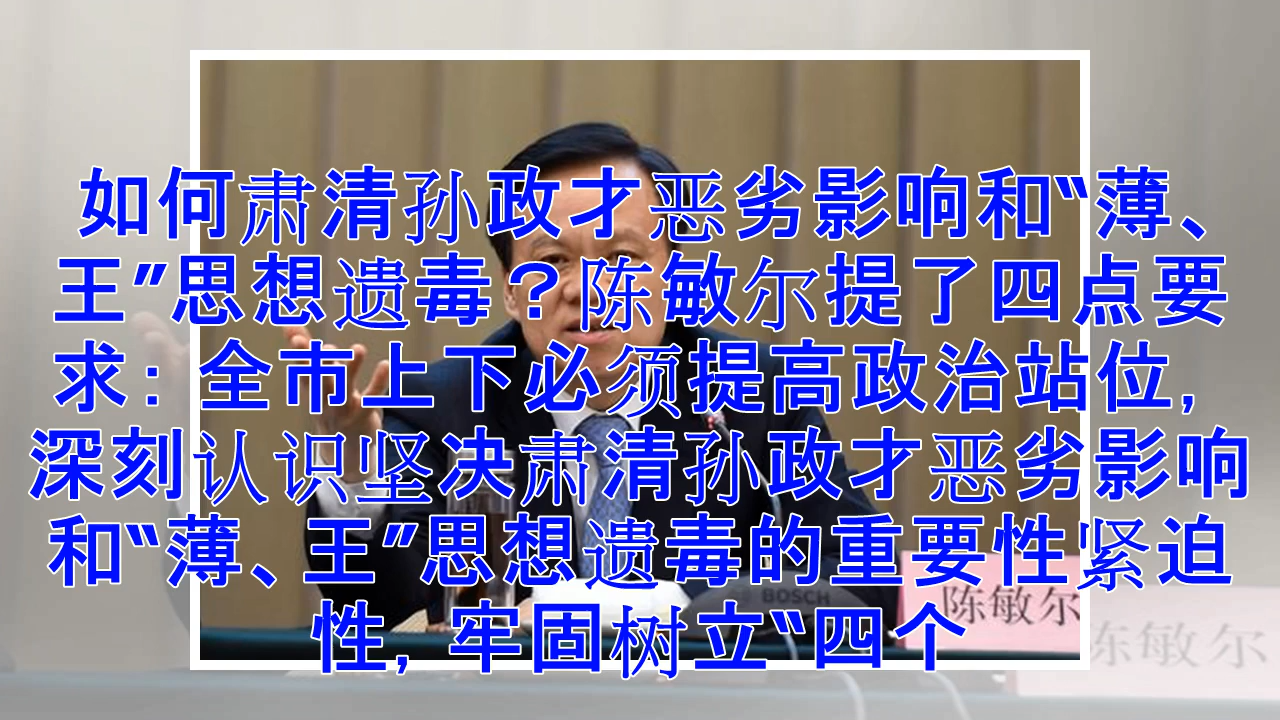 如何肃清孙政才恶劣影响和“薄、
王”思想遗毒？陈敏尔提了四点要
求：全市上下必须提高政治站位，
深刻认识坚决肃清孙政才恶劣影响
和“薄、王”思想遗毒的重要性紧迫
性，牢固树立“四个
BOSCH
陈敏尔
陈敏尔